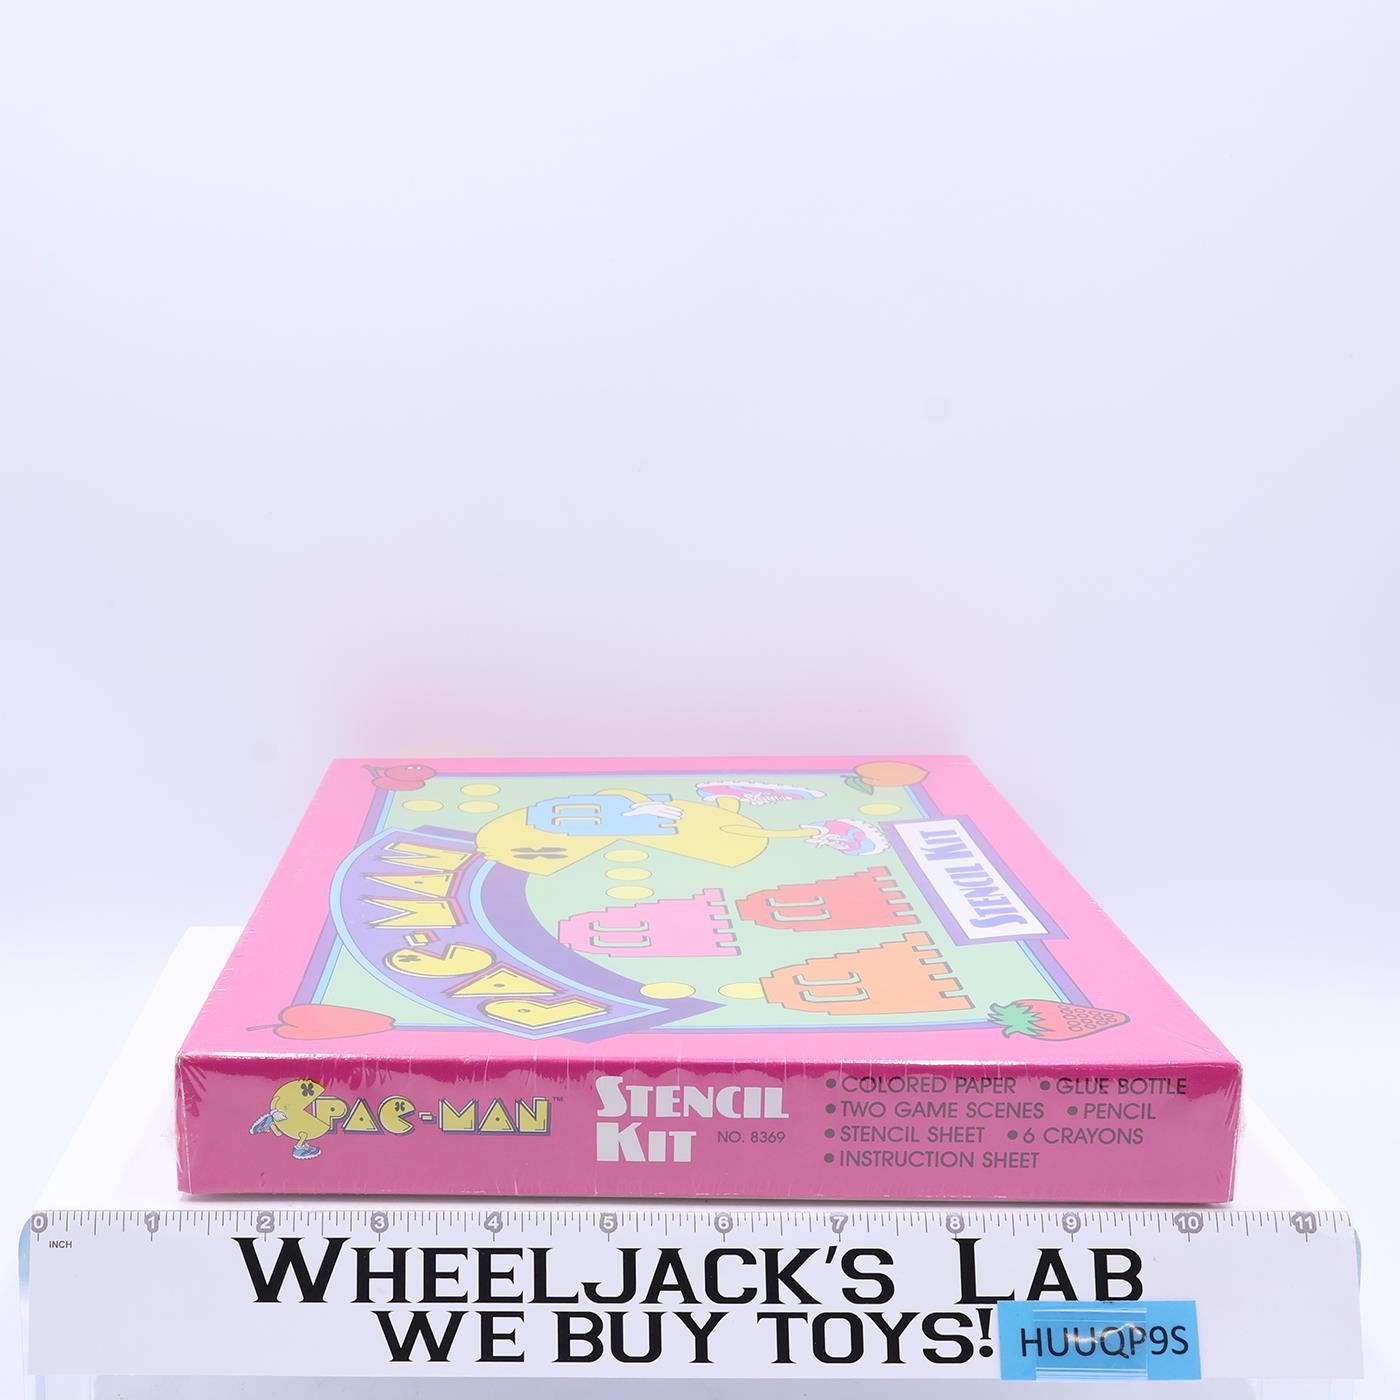 PAC-MAN
STENCIL KIT
PAC-MAN™
STENCIL
KIT NO. 8369
• COLORED PAPER • GLUE BOTTLE
• TWO GAME SCENES • PENCIL
• STENCIL SHEET • 6 CRAYONS
• INSTRUCTION SHEET
0 1 2 3 4 5 6 7 8 9 10 11
INCH
WHEELJACK'S LAB
WE BUY TOYS!
HUUQP9S